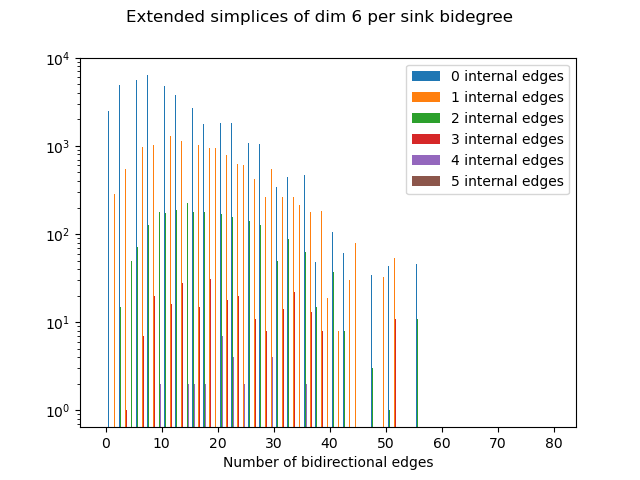 Extended simplices of dim 6 per sink bidegree
10^4
10^3
10^2
10^1
10^0
0 internal edges
1 internal edges
2 internal edges
3 internal edges
4 internal edges
5 internal edges
0 10 20 30 40 50 60 70 80
Number of bidirectional edges